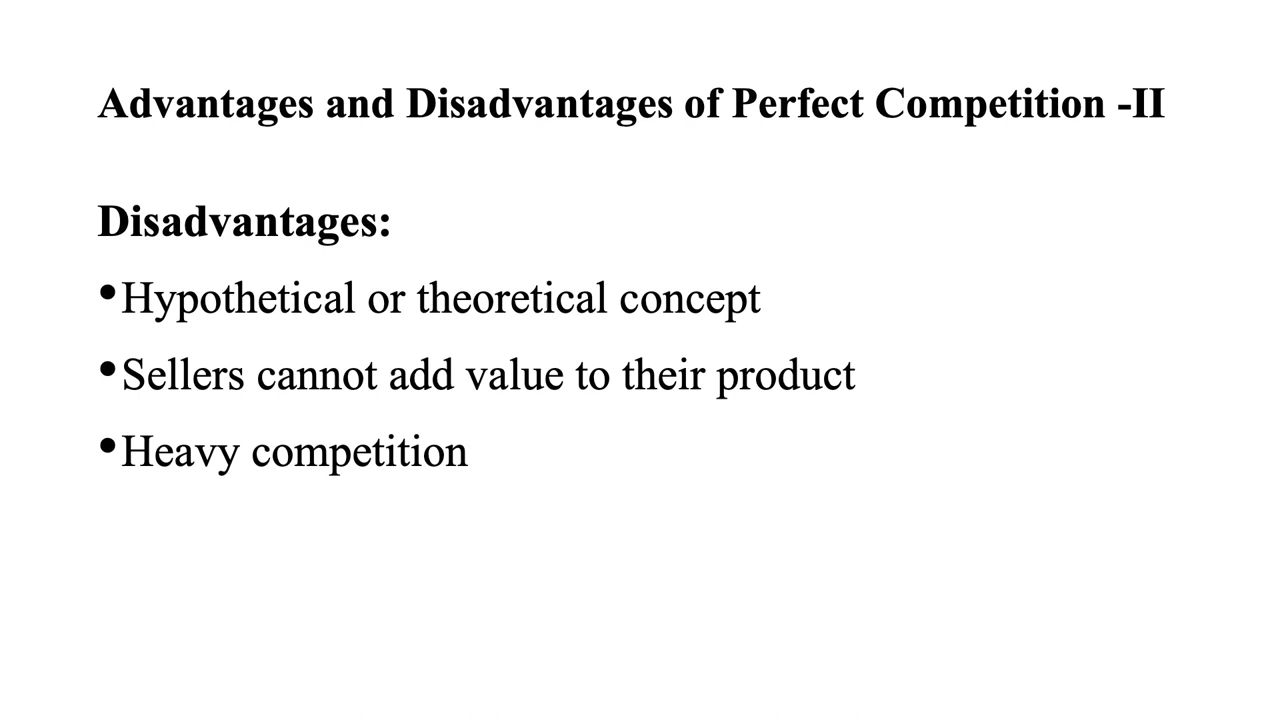 Advantages and Disadvantages of Perfect Competition -II
Disadvantages:
•Hypothetical or theoretical concept
•Sellers cannot add value to their product
•Heavy competition